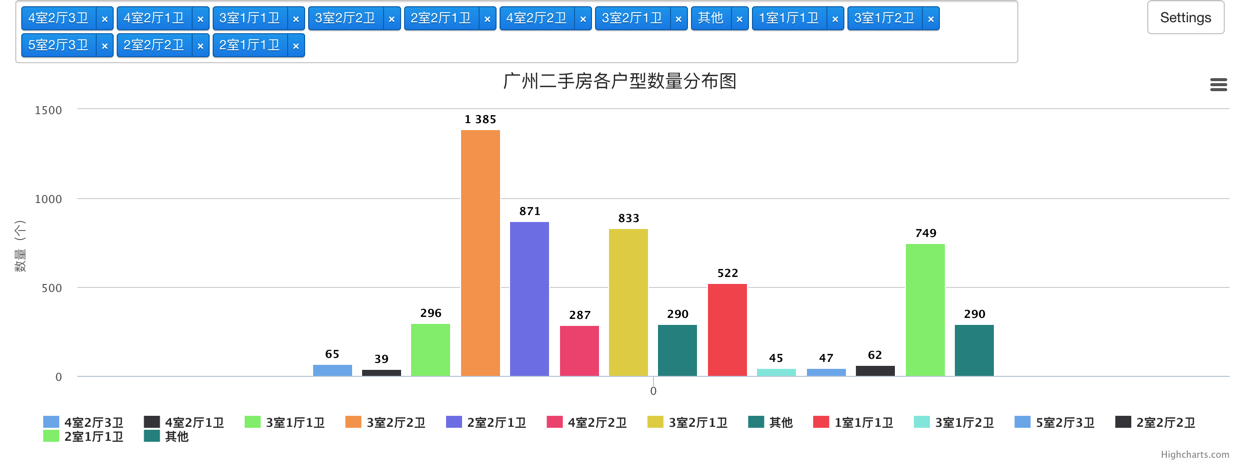 4室2厅3卫 × 4室2厅1卫 × 3室1厅1卫 × 3室2厅2卫 × 2室2厅1卫 × 4室2厅2卫 × 3室2厅1卫 × 其他 × 1室1厅1卫 × 3室1厅2卫 ×
Settings
5室2厅3卫 × 2室2厅2卫 × 2室1厅1卫 ×
广州二手房各户型数量分布图
数量（个）
1500
1000
500
0
65
39
296
1 385
871
287
833
290
522
45
47
62
749
290
0
4室2厅3卫 4室2厅1卫 3室1厅1卫 3室2厅2卫 2室2厅1卫 4室2厅2卫 3室2厅1卫 其他 1室1厅1卫 3室1厅2卫 5室2厅3卫 2室2厅2卫
2室1厅1卫 其他
Highcharts.com